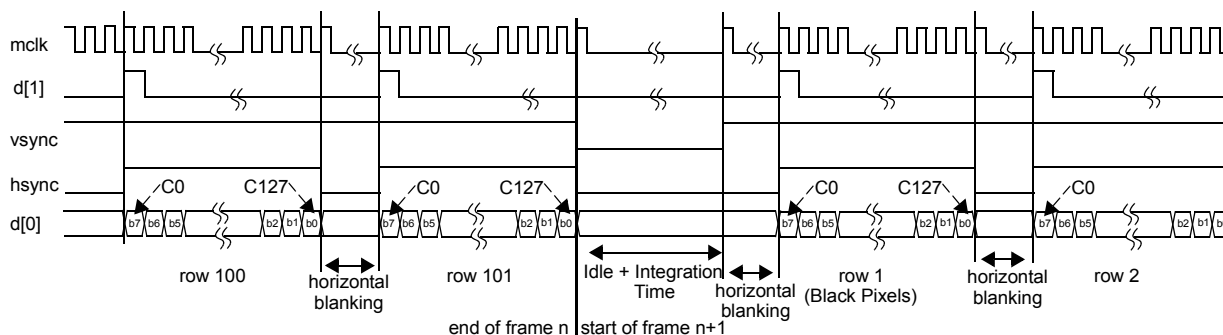 mclk
d[1]
vsync
hsync
C0 C127 C0 C127 C0 C127 C0
d[0] b7 b6 b5 b2 b1 b0 b7 b6 b5 b2 b1 b0 b7 b6 b5 b2 b1 b0 b7 b6 b5 b2 b1
row 100
horizontal
blanking
row 101
Idle + Integration
Time
horizontal
blanking
row 1
(Black Pixels)
horizontal
blanking
row 2
end of frame n
start of frame n+1